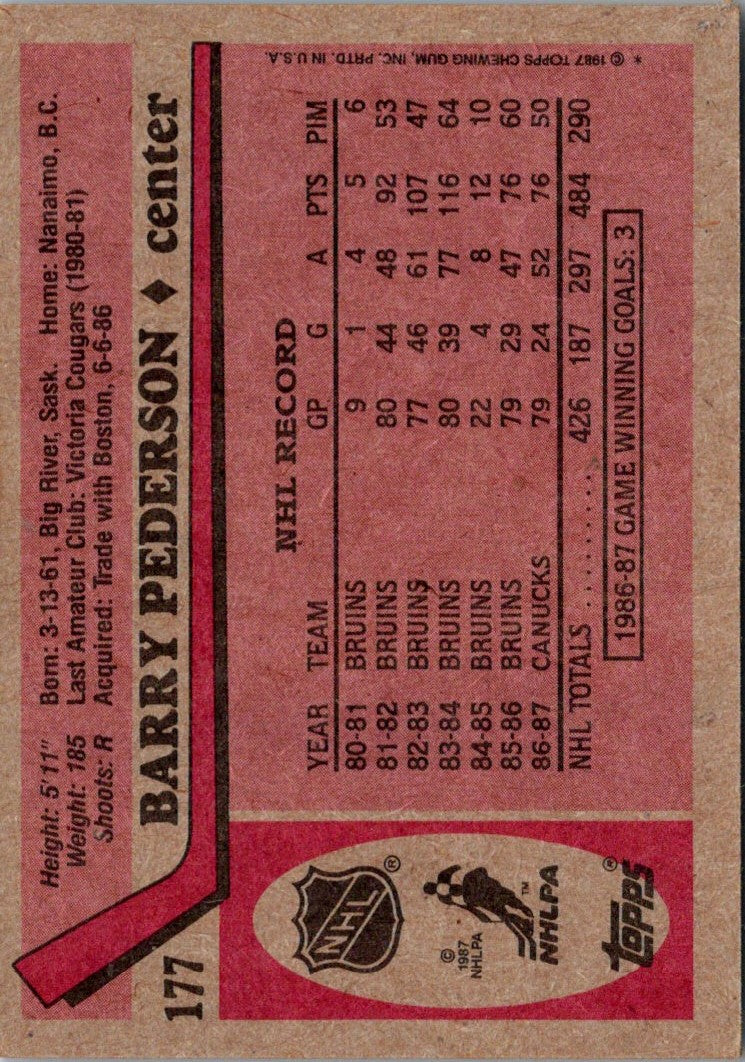 Height: 5'11" Born: 3-13-61, Big River, Sask. Home: Nanaimo, B.C.
Weight: 185 Last Amateur Club: Victoria Cougars (1980-81)
Shoots: R Acquired: Trade with Boston, 6-6-86
177 BARRY PEDERSON ♦ center
NHL RECORD
YEAR TEAM GP G A PTS PIM
80-81 BRUINS 9 1 4 5 6
81-82 BRUINS 80 44 48 92 53
82-83 BRUINS 77 46 61 107 47
83-84 BRUINS 80 39 77 116 64
84-85 BRUINS 22 4 8 12 10
85-86 BRUINS 79 29 47 76 60
86-87 CANUCKS 79 24 52 76 50
NHL TOTALS .......... 426 187 297 484 290
1986-87 GAME WINNING GOALS: 3
NHL ®
© 1987 NHLPA
NHLPA ™
TOPPS ®
* © 1987 TOPPS CHEWING GUM, INC. PRTD. IN U.S.A.